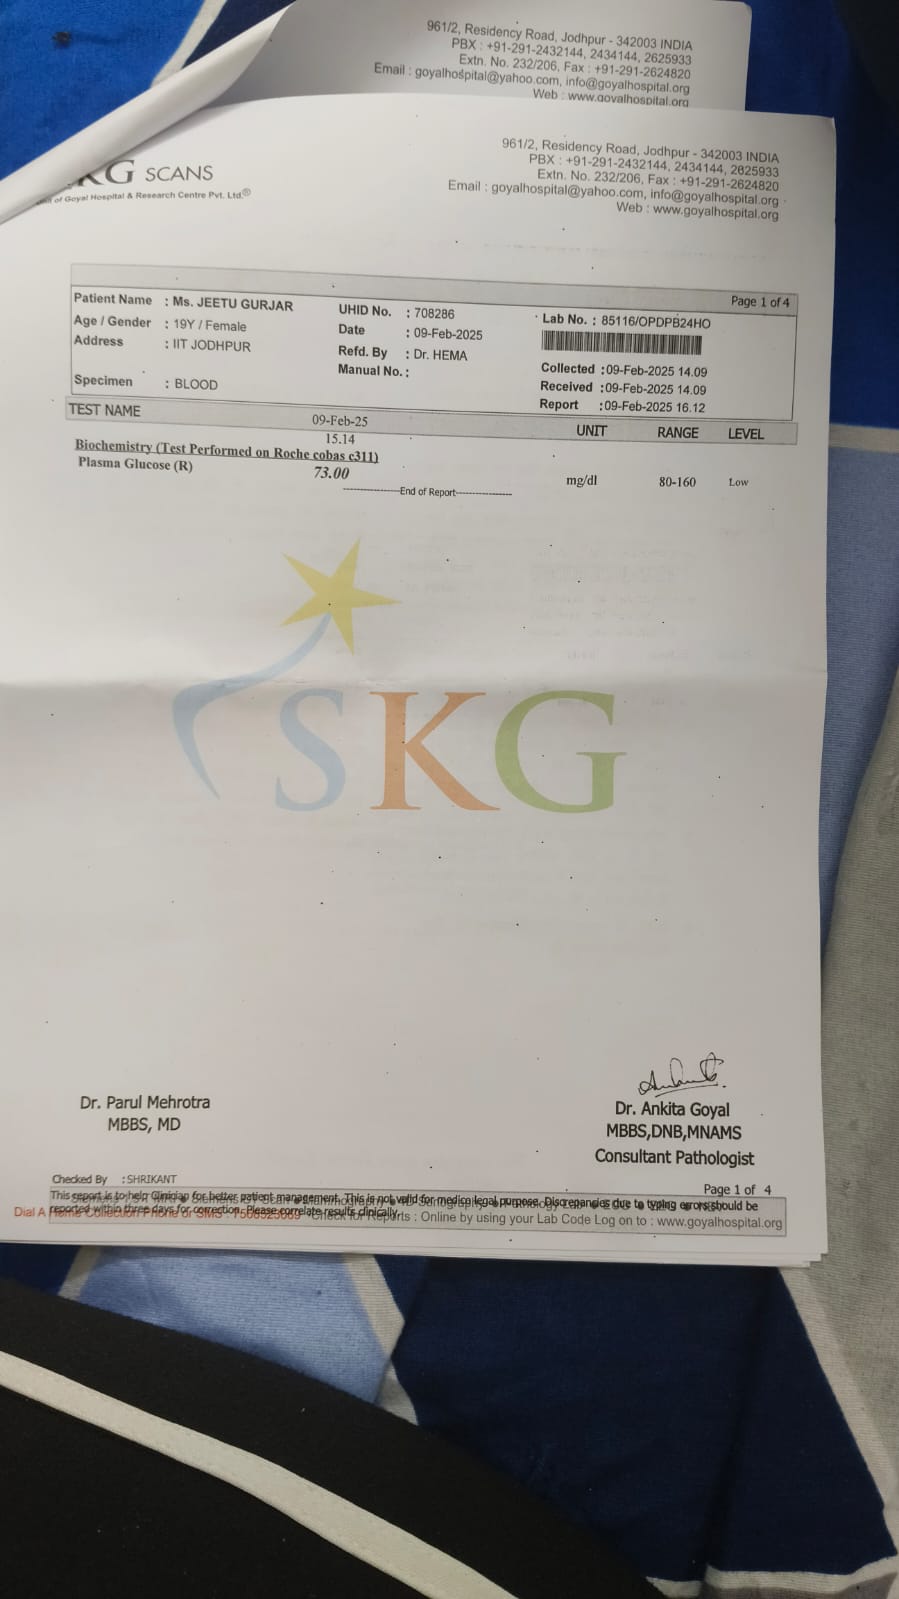 961/2, Residency Road, Jodhpur - 342003 INDIA
PBX : +91-291-2432144, 2434144, 2625933
Extn. No. 232/206, Fax : +91-291-2624820
Email : goyalhospital@yahoo.com, info@goyalhospital.org
Web : www.goyalhospital.org
KG SCANS
of Goyal Hospital & Research Centre Pvt. Ltd.®
961/2, Residency Road, Jodhpur - 342003 INDIA
PBX : +91-291-2432144, 2434144, 2625933
Extn. No. 232/206, Fax : +91-291-2624820
Email : goyalhospital@yahoo.com, info@goyalhospital.org
Web : www.goyalhospital.org
Page 1 of 4
Patient Name : Ms. JEETU GURJAR UHID No. : 708286 Lab No. : 85116/OPDPB24HO
Age / Gender : 19Y / Female Date : 09-Feb-2025
Address : IIT JODHPUR Refd. By : Dr. HEMA Collected :09-Feb-2025 14.09
Manual No. : Received :09-Feb-2025 14.09
Specimen : BLOOD Report :09-Feb-2025 16.12
TEST NAME 09-Feb-25 UNIT RANGE LEVEL
15.14
Biochemistry (Test Performed on Roche cobas c311)
Plasma Glucose (R) 73.00 mg/dl 80-160 Low
------------------End of Report------------------
SKG
Dr. Parul Mehrotra
MBBS, MD
Dr. Ankita Goyal
MBBS,DNB,MNAMS
Consultant Pathologist
Checked By :SHRIKANT
Page 1 of 4
This report is to help Clinician for better patient management. This is not valid for medico legal purpose. Discrepancies due to typing errors should be
reported within three days for correction. Please correlate results clinically.
Dial A Home Collection Phone or SMS : Check for Reports : Online by using your Lab Code Log on to : www.goyalhospital.org